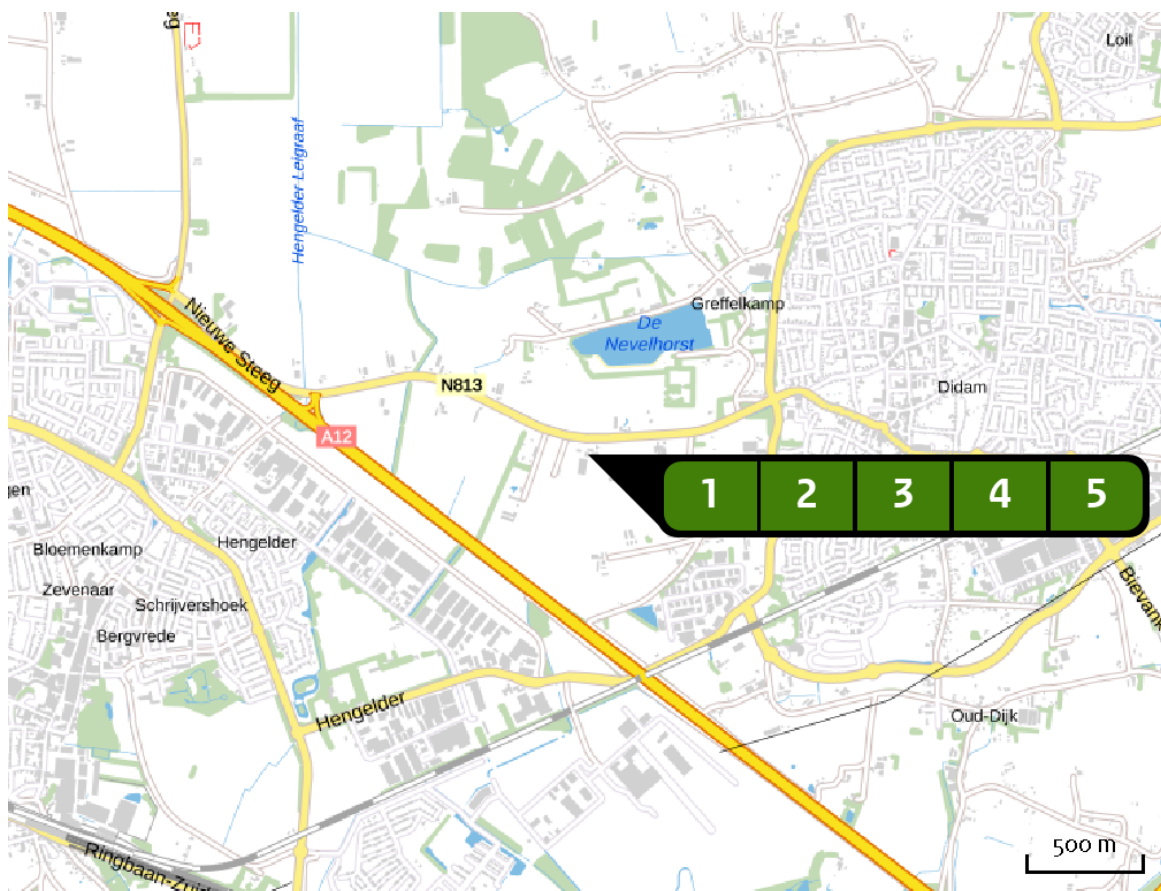 Loil
Hengelder Leigraaf
Nieuwe Steeg
Greffelkamp
De
Nevelhorst
N813
Didam
A12
1 2 3 4 5
gen
Hengelder
Bloemenkamp
Zevenaar
Schrijvershoek
Bergvrede
Hengelder
Oud-Dijk
500 m